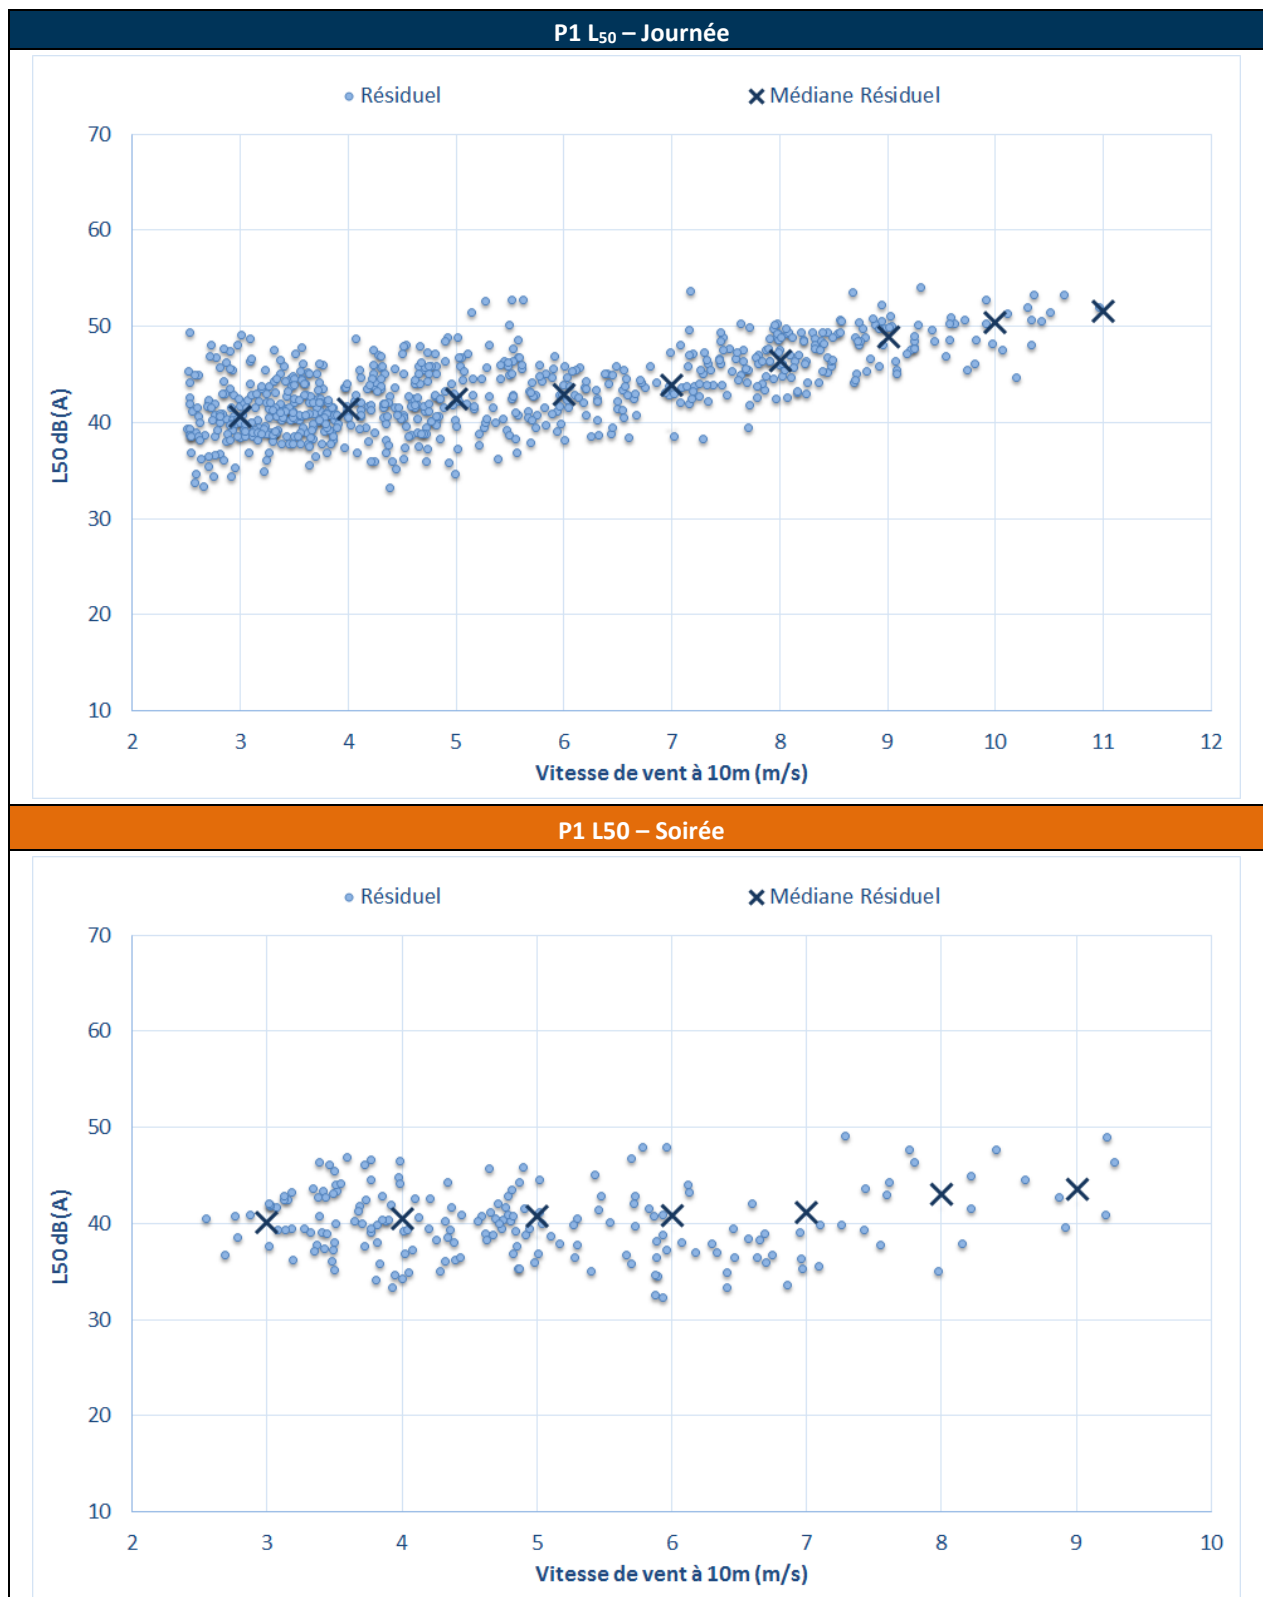 P1 L₅₀ – Journée
Résiduel
Médiane Résiduel
70
60
50
40
30
20
10
L50 dB(A)
2 3 4 5 6 7 8 9 10 11 12
Vitesse de vent à 10m (m/s)
P1 L50 – Soirée
Résiduel
Médiane Résiduel
70
60
50
40
30
20
10
L50 dB(A)
2 3 4 5 6 7 8 9 10
Vitesse de vent à 10m (m/s)